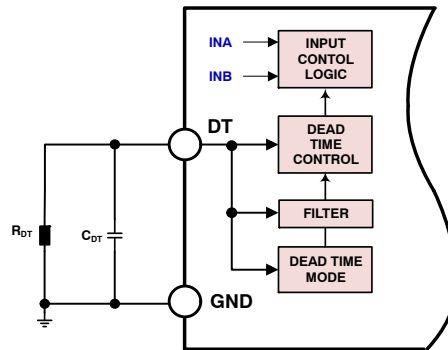 INA
INPUT
CONTOL
LOGIC
INB
DT
DEAD
TIME
CONTROL
RDT
CDT
FILTER
DEAD TIME
MODE
GND